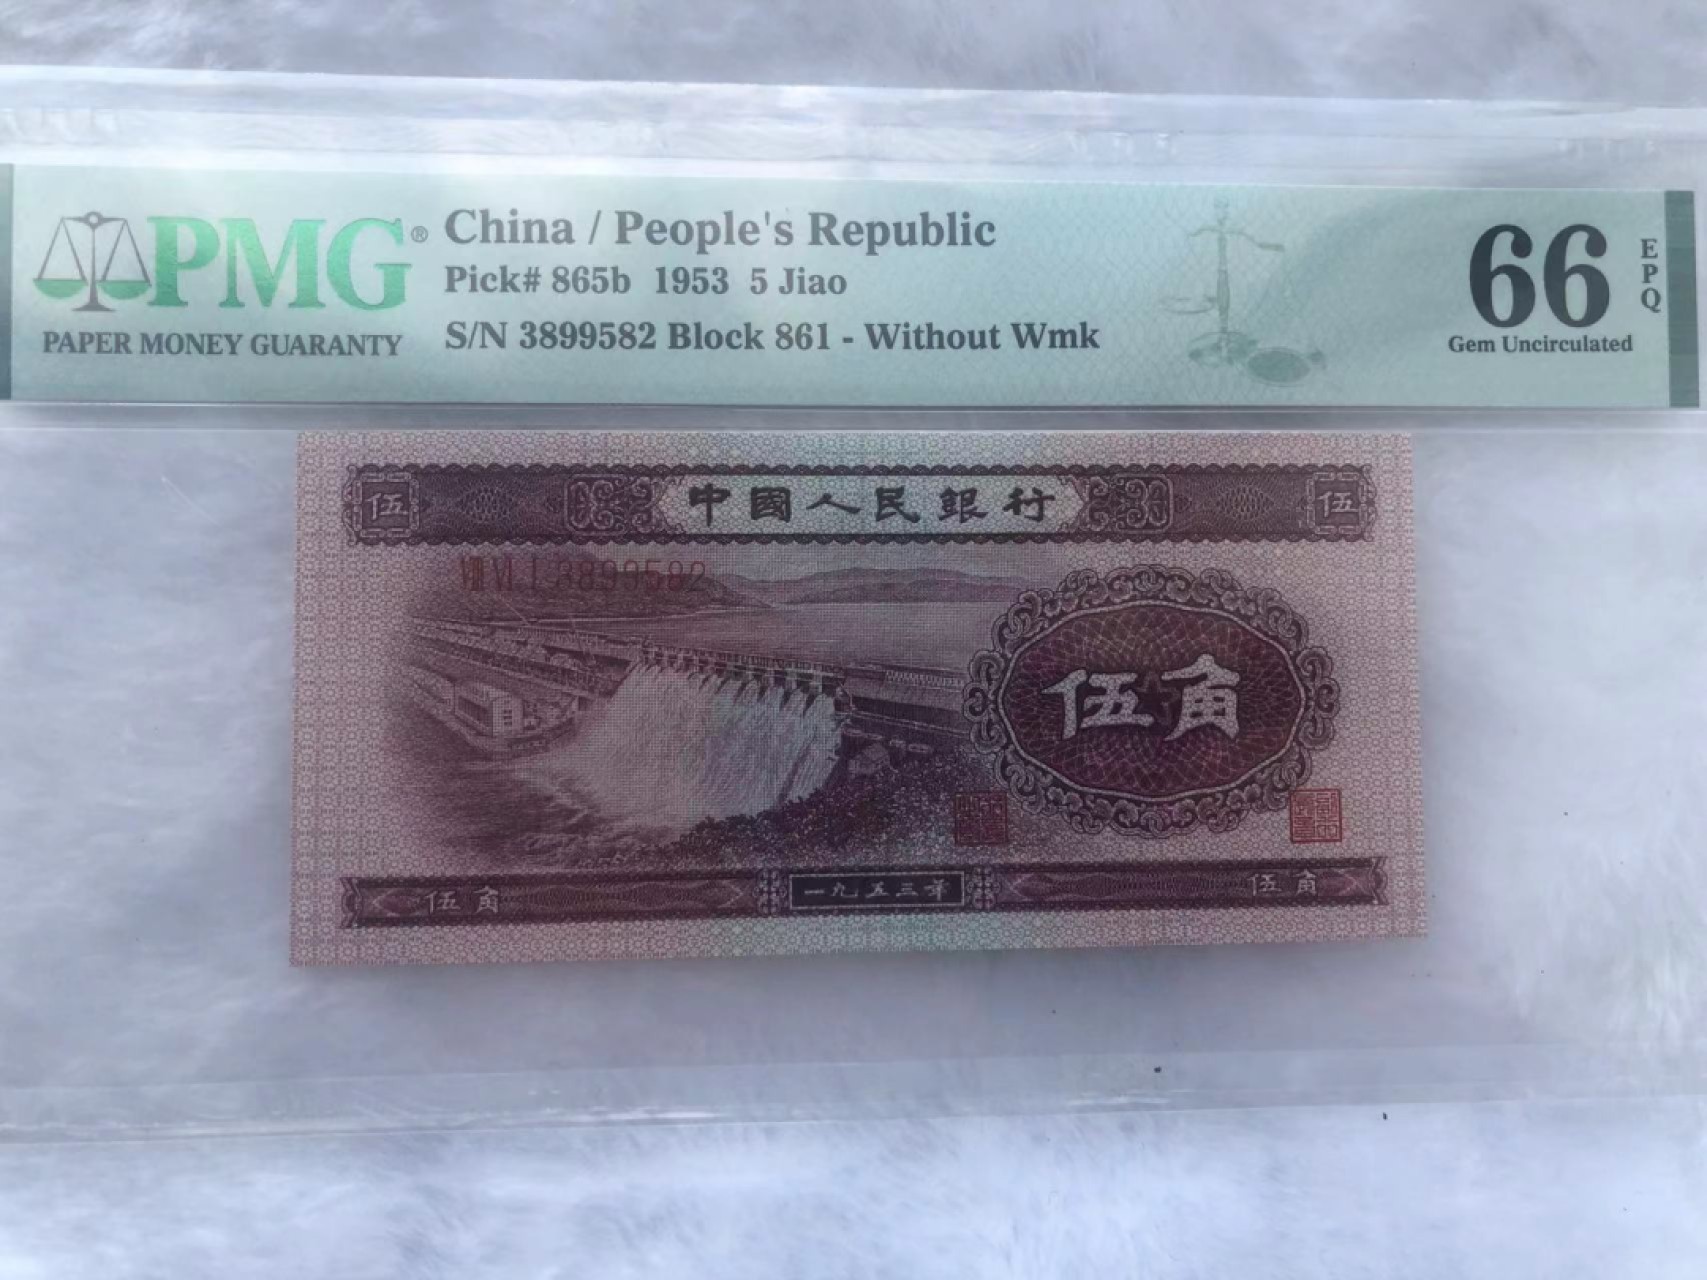 PMG®
PAPER MONEY GUARANTY
China / People's Republic
Pick# 865b 1953 5 Jiao
S/N 3899582 Block 861 - Without Wmk
66
EPQ
Gem Uncirculated
伍 中國人民銀行 伍
VIII VI I 3899582
伍角
伍角 一九五三年 伍角